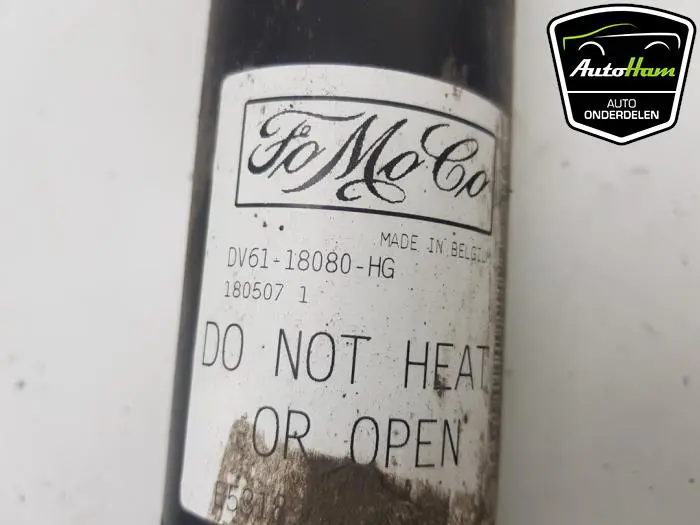 AutoHam
AUTO
ONDERDELEN
FoMoCo
MADE IN BELGIUM
DV61-18080-HG
180507 1
DO NOT HEAT
OR OPEN